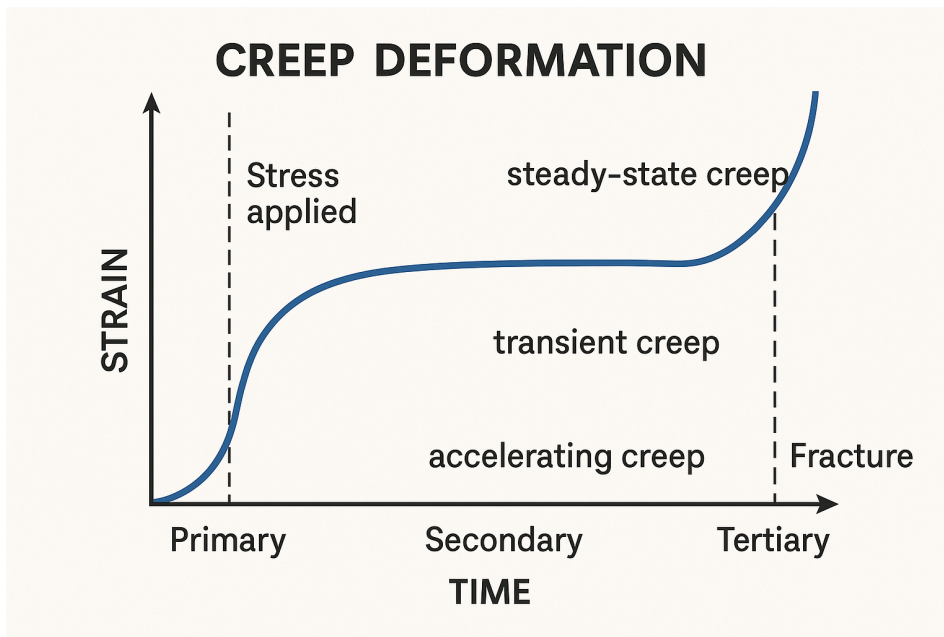 CREEP DEFORMATION
Stress
applied
steady-state creep
STRAIN
transient creep
accelerating creep
Fracture
Primary
Secondary
Tertiary
TIME